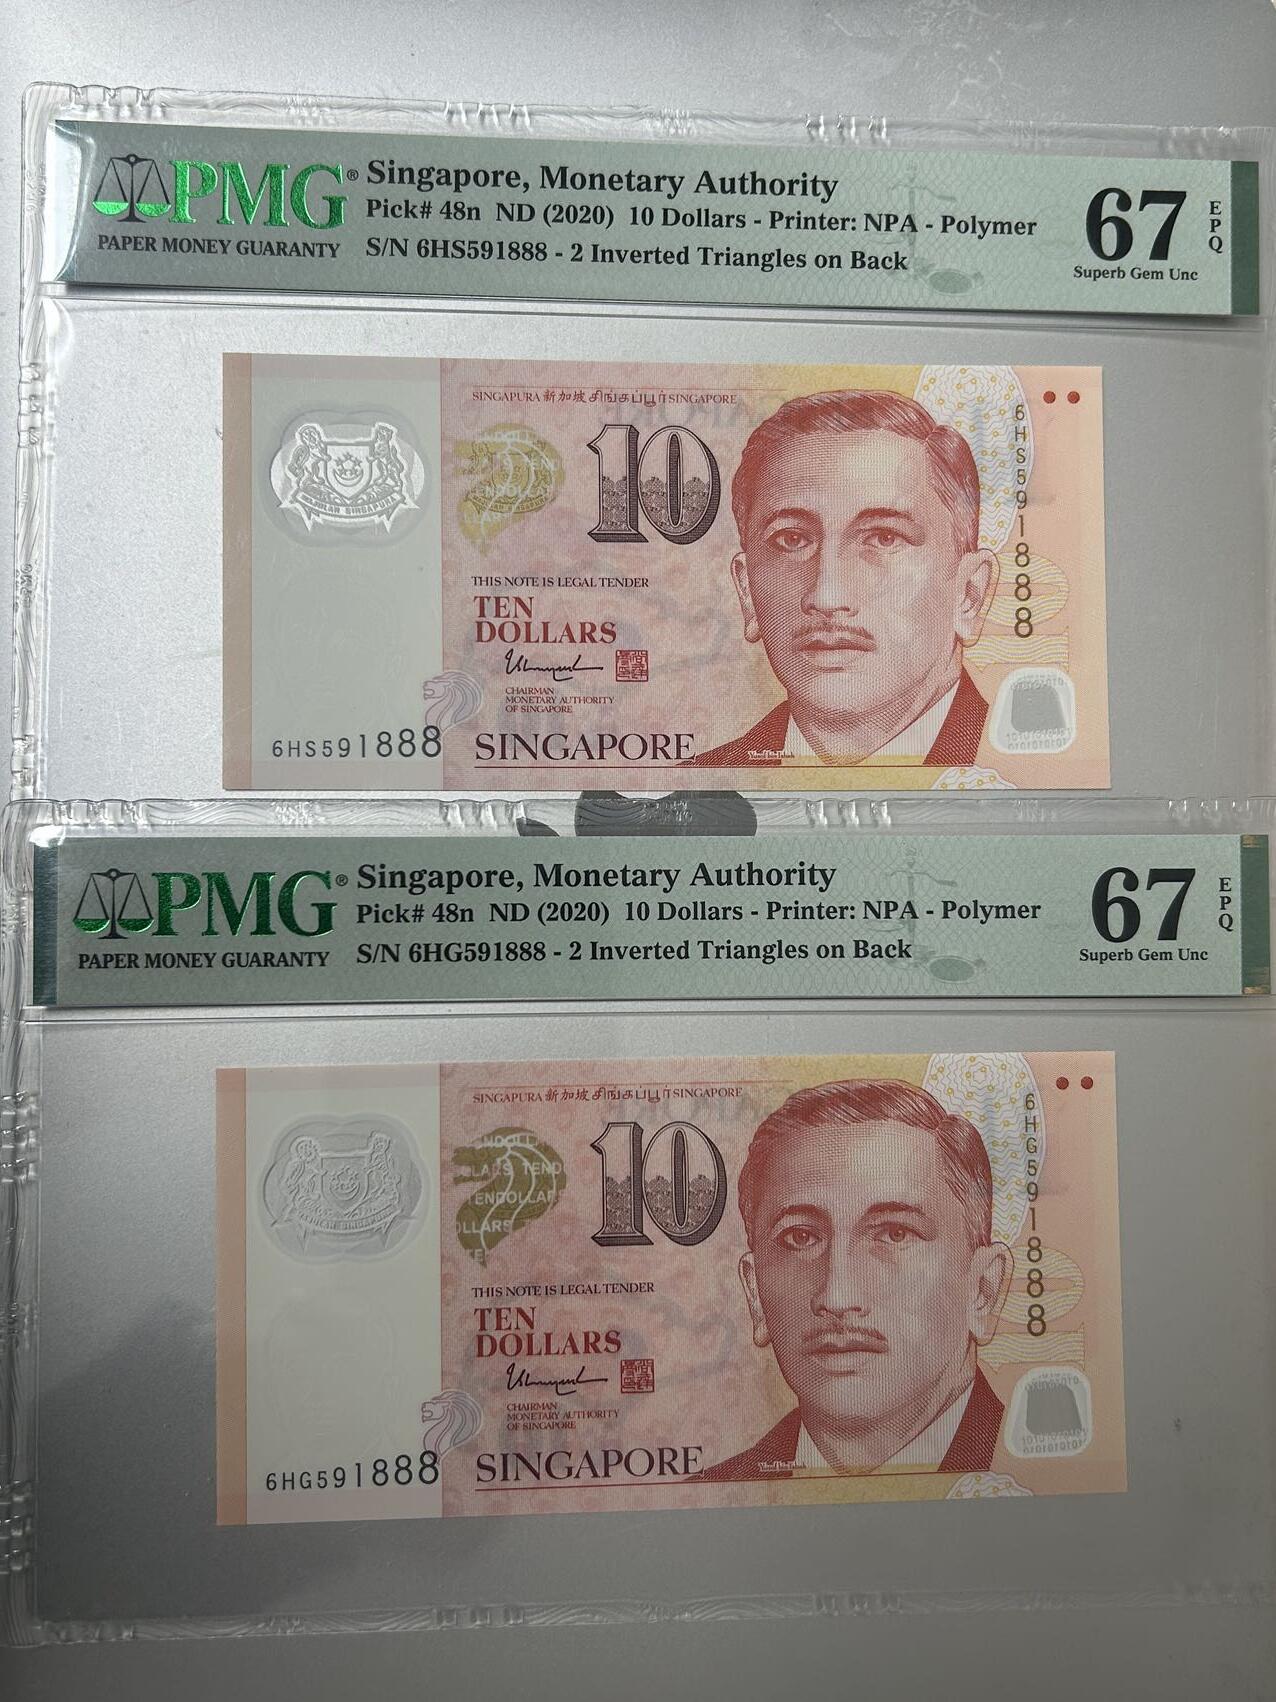 PMG®
PAPER MONEY GUARANTY
Singapore, Monetary Authority
Pick# 48n ND (2020) 10 Dollars - Printer: NPA - Polymer
S/N 6HS591888 - 2 Inverted Triangles on Back
67
EPQ
Superb Gem Unc
SINGAPURA 新加坡 சிங்கப்பூர் SINGAPORE
6HS591888
10
THIS NOTE IS LEGAL TENDER
TEN
DOLLARS
CHAIRMAN
MONETARY AUTHORITY
OF SINGAPORE
6HS591888
SINGAPORE
PMG®
PAPER MONEY GUARANTY
Singapore, Monetary Authority
Pick# 48n ND (2020) 10 Dollars - Printer: NPA - Polymer
S/N 6HG591888 - 2 Inverted Triangles on Back
67
EPQ
Superb Gem Unc
SINGAPURA 新加坡 சிங்கப்பூர் SINGAPORE
6HG591888
10
THIS NOTE IS LEGAL TENDER
TEN
DOLLARS
CHAIRMAN
MONETARY AUTHORITY
OF SINGAPORE
6HG591888
SINGAPORE